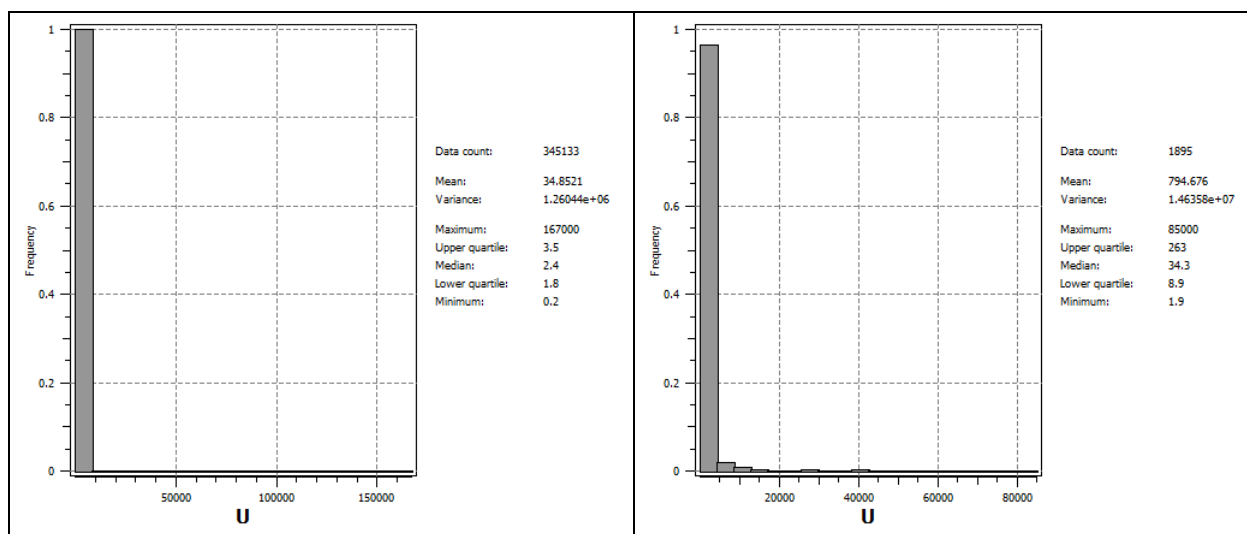 1
0.8
0.6
0.4
0.2
0
Frequency
50000 100000 150000
U
Data count: 345133
Mean: 34.8521
Variance: 1.26044e+06
Maximum: 167000
Upper quartile: 3.5
Median: 2.4
Lower quartile: 1.8
Minimum: 0.2
1
0.8
0.6
0.4
0.2
0
Frequency
20000 40000 60000 80000
U
Data count: 1895
Mean: 794.676
Variance: 1.46358e+07
Maximum: 85000
Upper quartile: 263
Median: 34.3
Lower quartile: 8.9
Minimum: 1.9